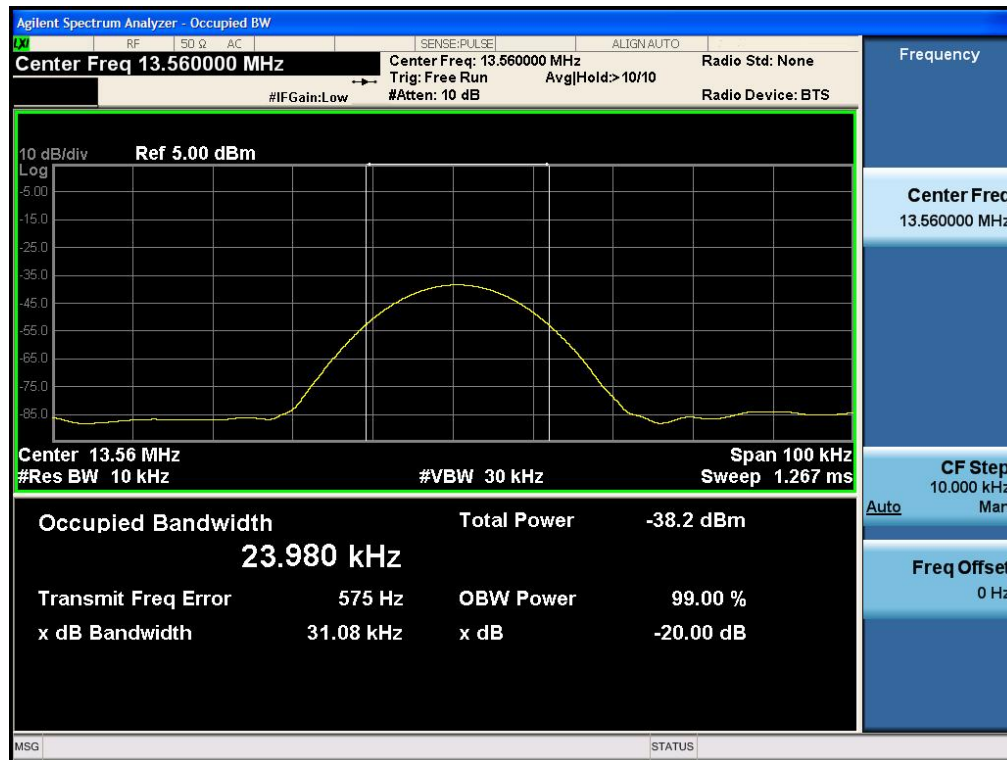 Agilent Spectrum Analyzer - Occupied BW
LXI RF 50 Ω AC SENSE:PULSE ALIGN AUTO
Center Freq 13.560000 MHz
Center Freq: 13.560000 MHz Radio Std: None
Trig: Free Run Avg|Hold:>10/10
#IFGain:Low #Atten: 10 dB Radio Device: BTS
10 dB/div Ref 5.00 dBm
Log
-5.00
-15.0
-25.0
-35.0
-45.0
-55.0
-65.0
-75.0
-85.0
Center 13.56 MHz Span 100 kHz
#Res BW 10 kHz #VBW 30 kHz Sweep 1.267 ms
Occupied Bandwidth Total Power -38.2 dBm
23.980 kHz
Transmit Freq Error 575 Hz OBW Power 99.00 %
x dB Bandwidth 31.08 kHz x dB -20.00 dB
Frequency
Center Freq
13.560000 MHz
CF Step
10.000 kHz
Auto Man
Freq Offset
0 Hz
MSG STATUS